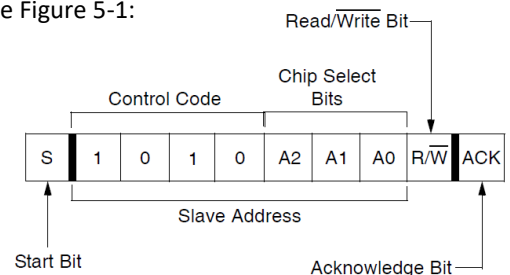 e Figure 5-1:
Read/Write Bit
Chip Select
Bits
Control Code
S 1 0 1 0 A2 A1 A0 R/W ACK
Slave Address
Start Bit
Acknowledge Bit